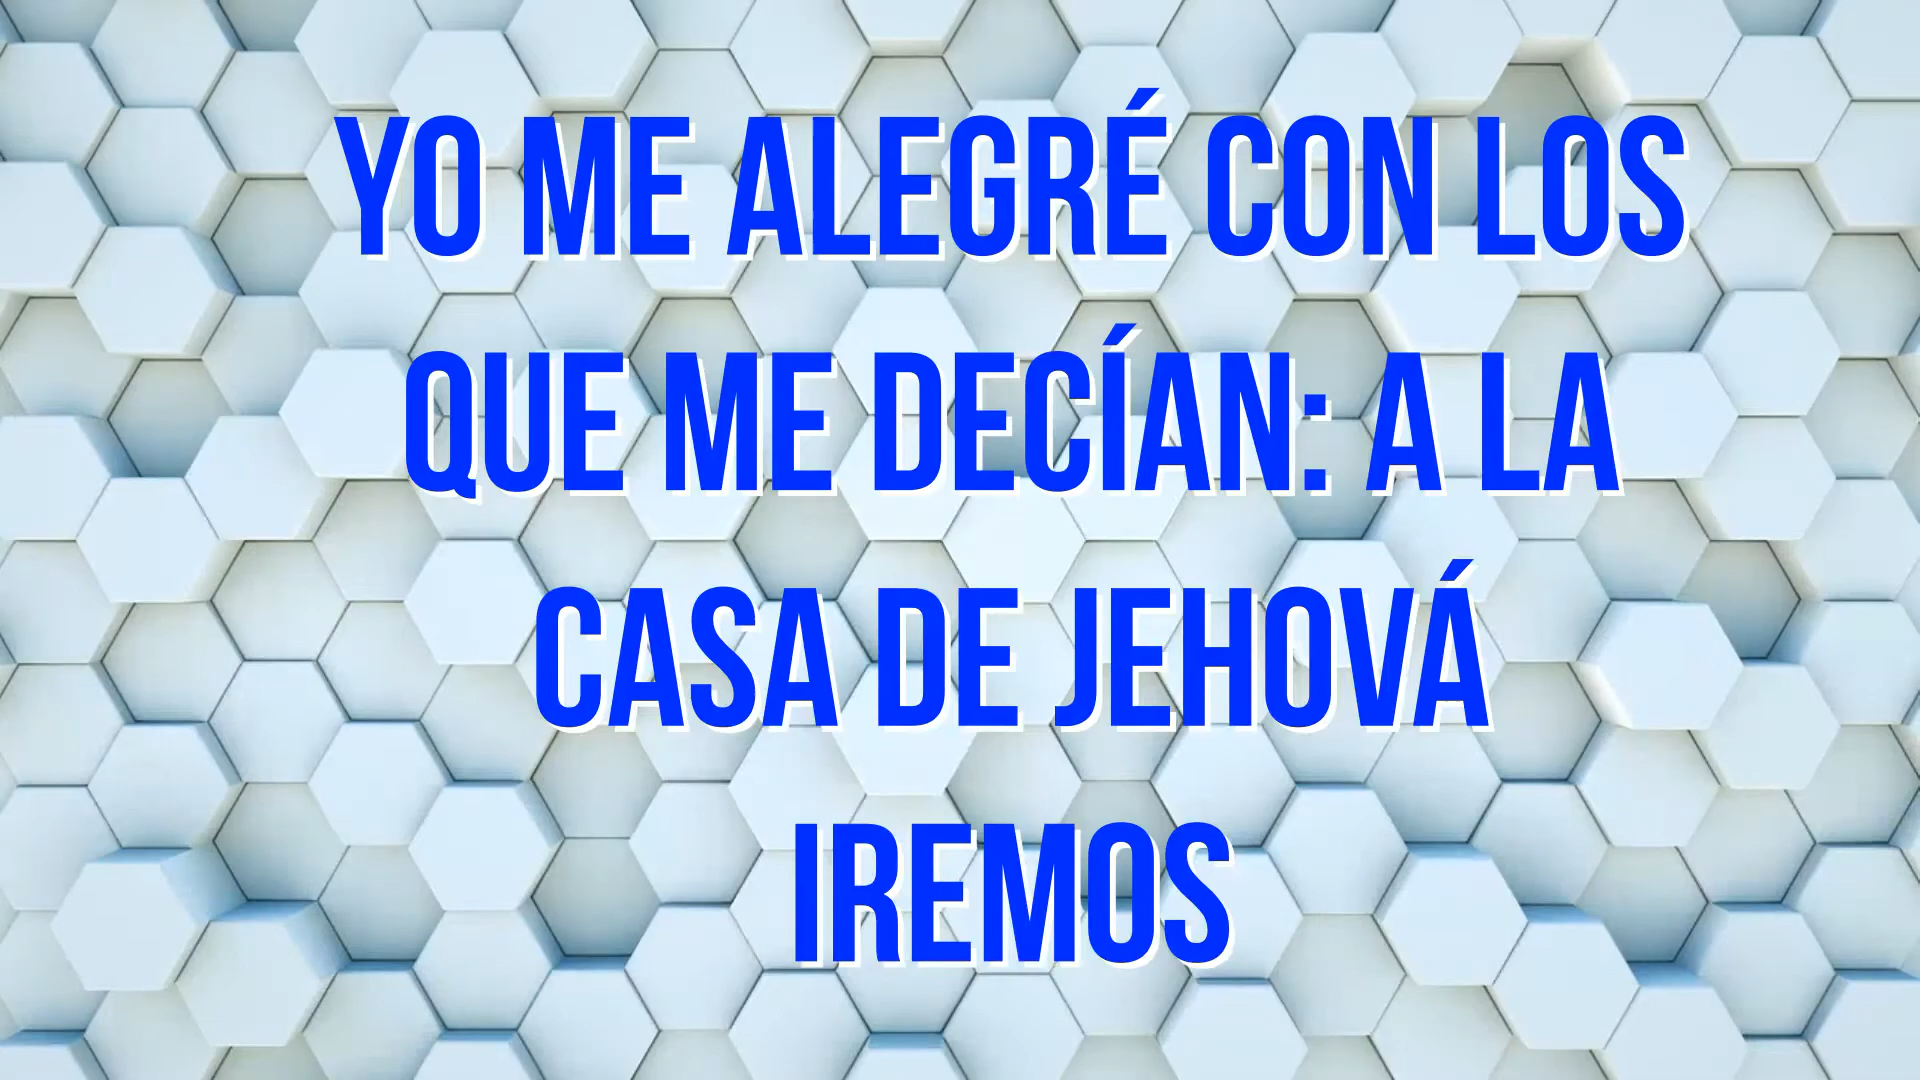 YO ME ALEGRÉ CON LOS
QUE ME DECÍAN: A LA
CASA DE JEHOVÁ
IREMOS